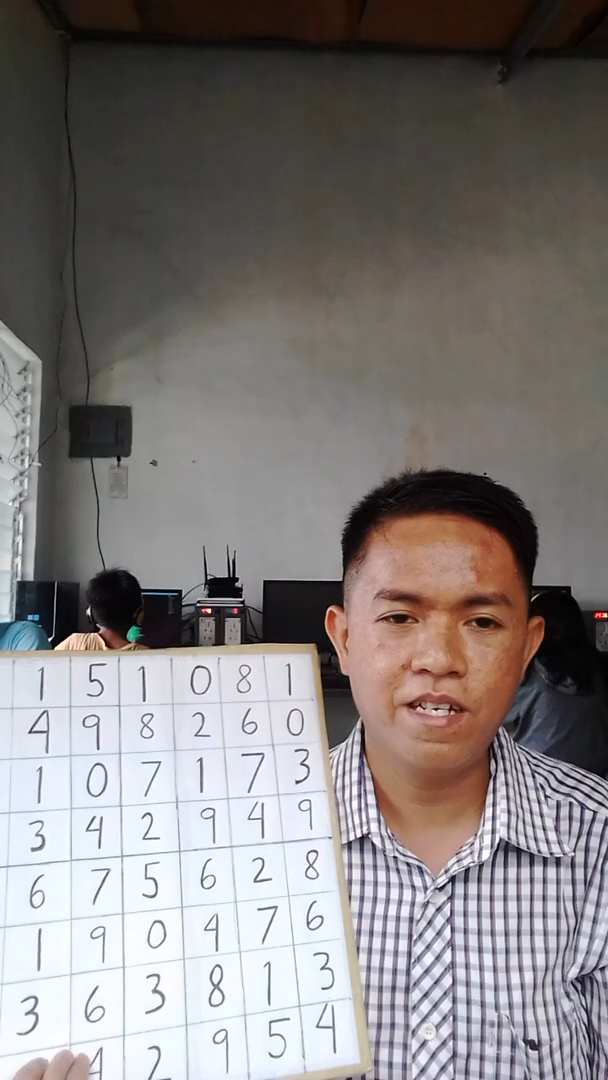 1 5 1 0 8 1
4 9 8 2 6 0
1 0 7 1 7 3
3 4 2 9 4 9
6 7 5 6 2 8
1 9 0 4 7 6
3 6 3 8 1 3
4 2 9 5 4